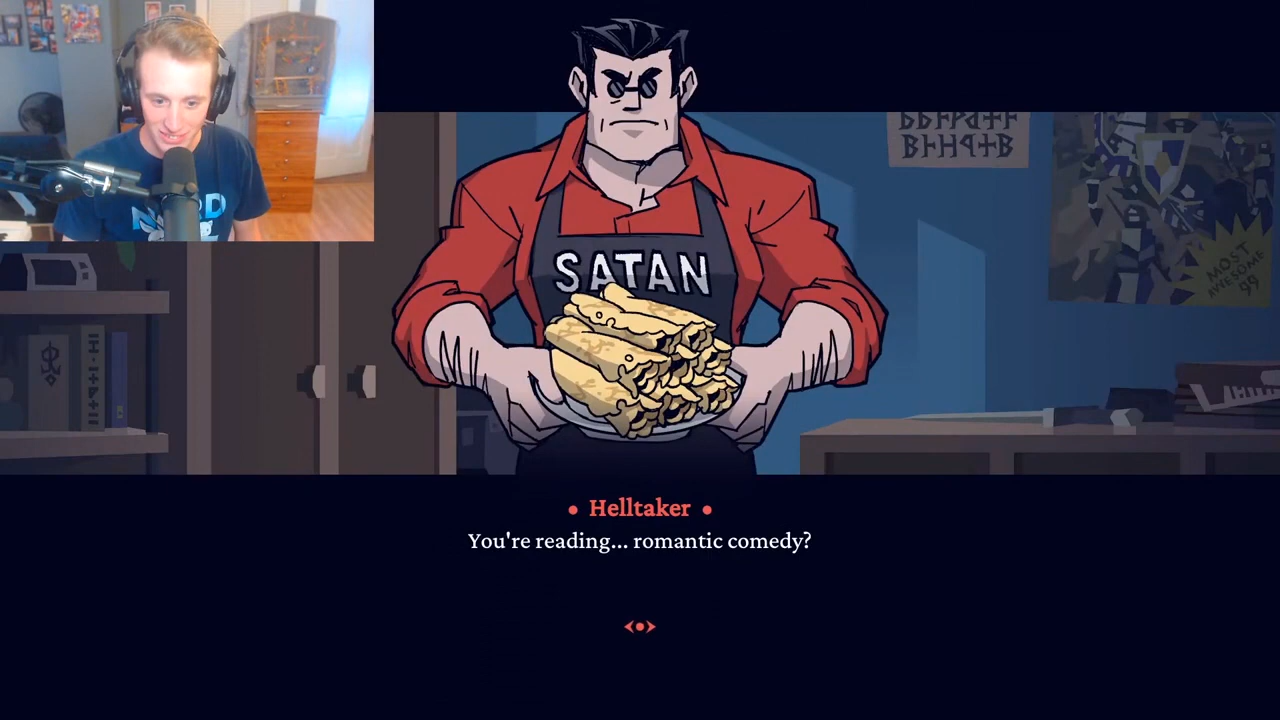 SATAN
MOST
AWESOME
99
• Helltaker •
You're reading... romantic comedy?